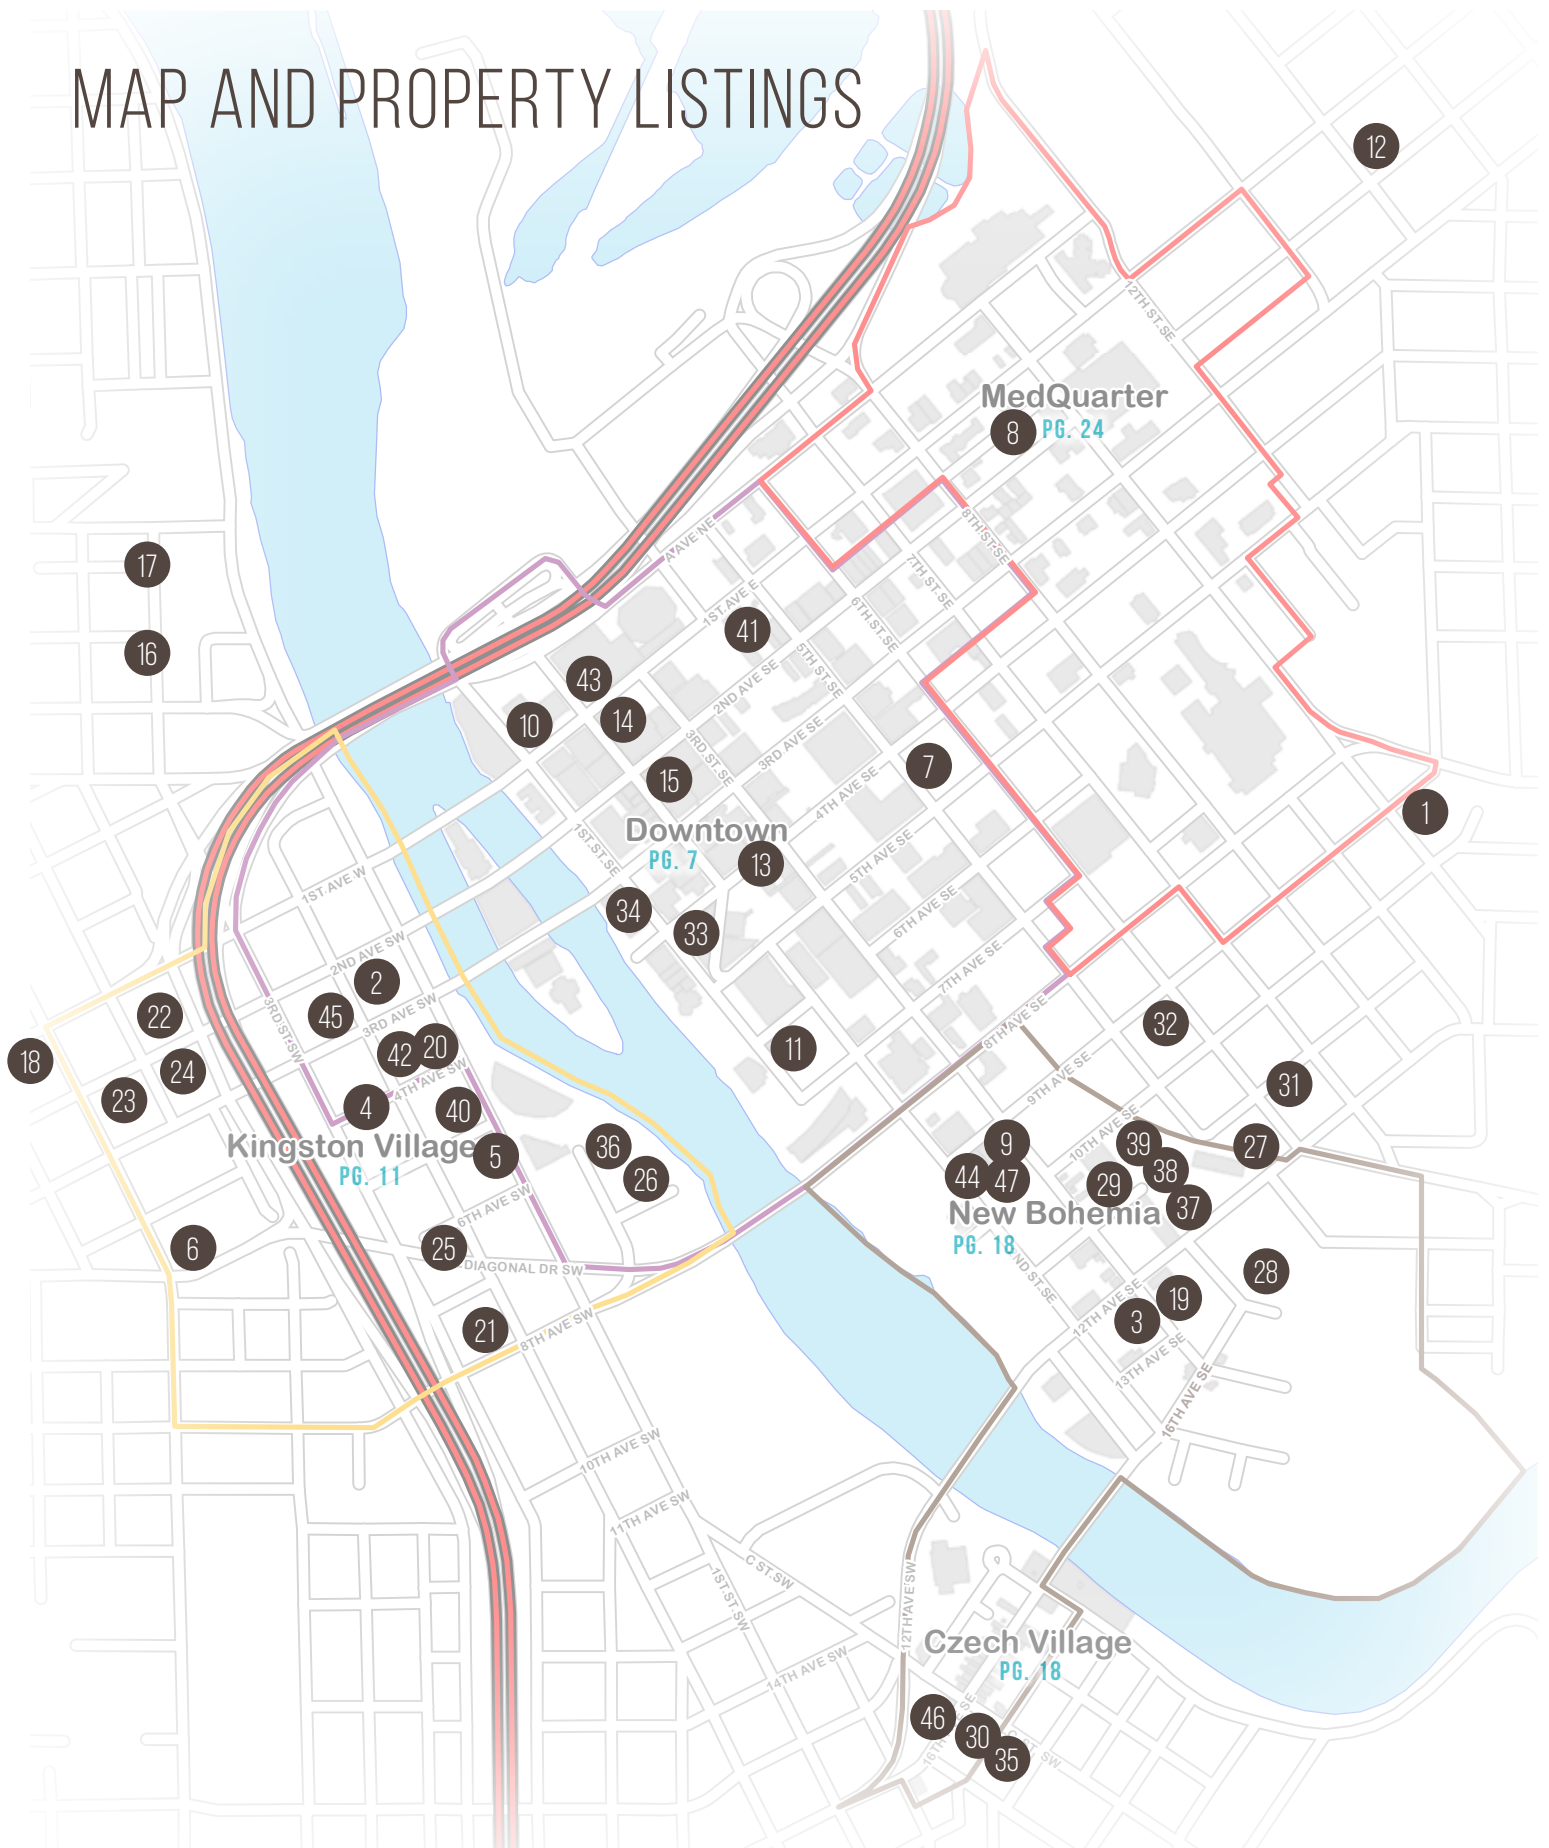 MAP AND PROPERTY LISTINGS
12
12TH ST. SE
MedQuarter
8
PG. 24
8TH ST. SE
A AVE NE
7TH ST. SE
17
1ST AVE E
6TH ST. SE
41
16
5TH ST. SE
43
2ND AVE SE
14
10
3RD ST. SE
3RD AVE SE
7
15
4TH AVE SE
1
Downtown
1ST ST. SE
PG. 7
13
5TH AVE SE
1ST AVE W
34
6TH AVE SE
33
2ND AVE SW
7TH AVE SE
2
22
45
3RD AVE SW
8TH AVE SE
32
3RD ST. SW
42
20
11
18
24
4TH AVE SW
9TH AVE SE
31
23
4
40
Kingston Village
5
36
9
10TH AVE SE
39
27
PG. 11
26
44
47
29
38
6TH AVE SW
37
New Bohemia
PG. 18
6
25
DIAGONAL DR SW
ND ST. SE
28
19
12TH AVE SE
3
21
8TH AVE SW
13TH AVE SE
16TH AVE SE
10TH AVE SW
11TH AVE SW
C ST. SW
1ST. ST. SW
12TH AVE SW
Czech Village
14TH AVE SW
PG. 18
46
30
35
16TH
SE
SW